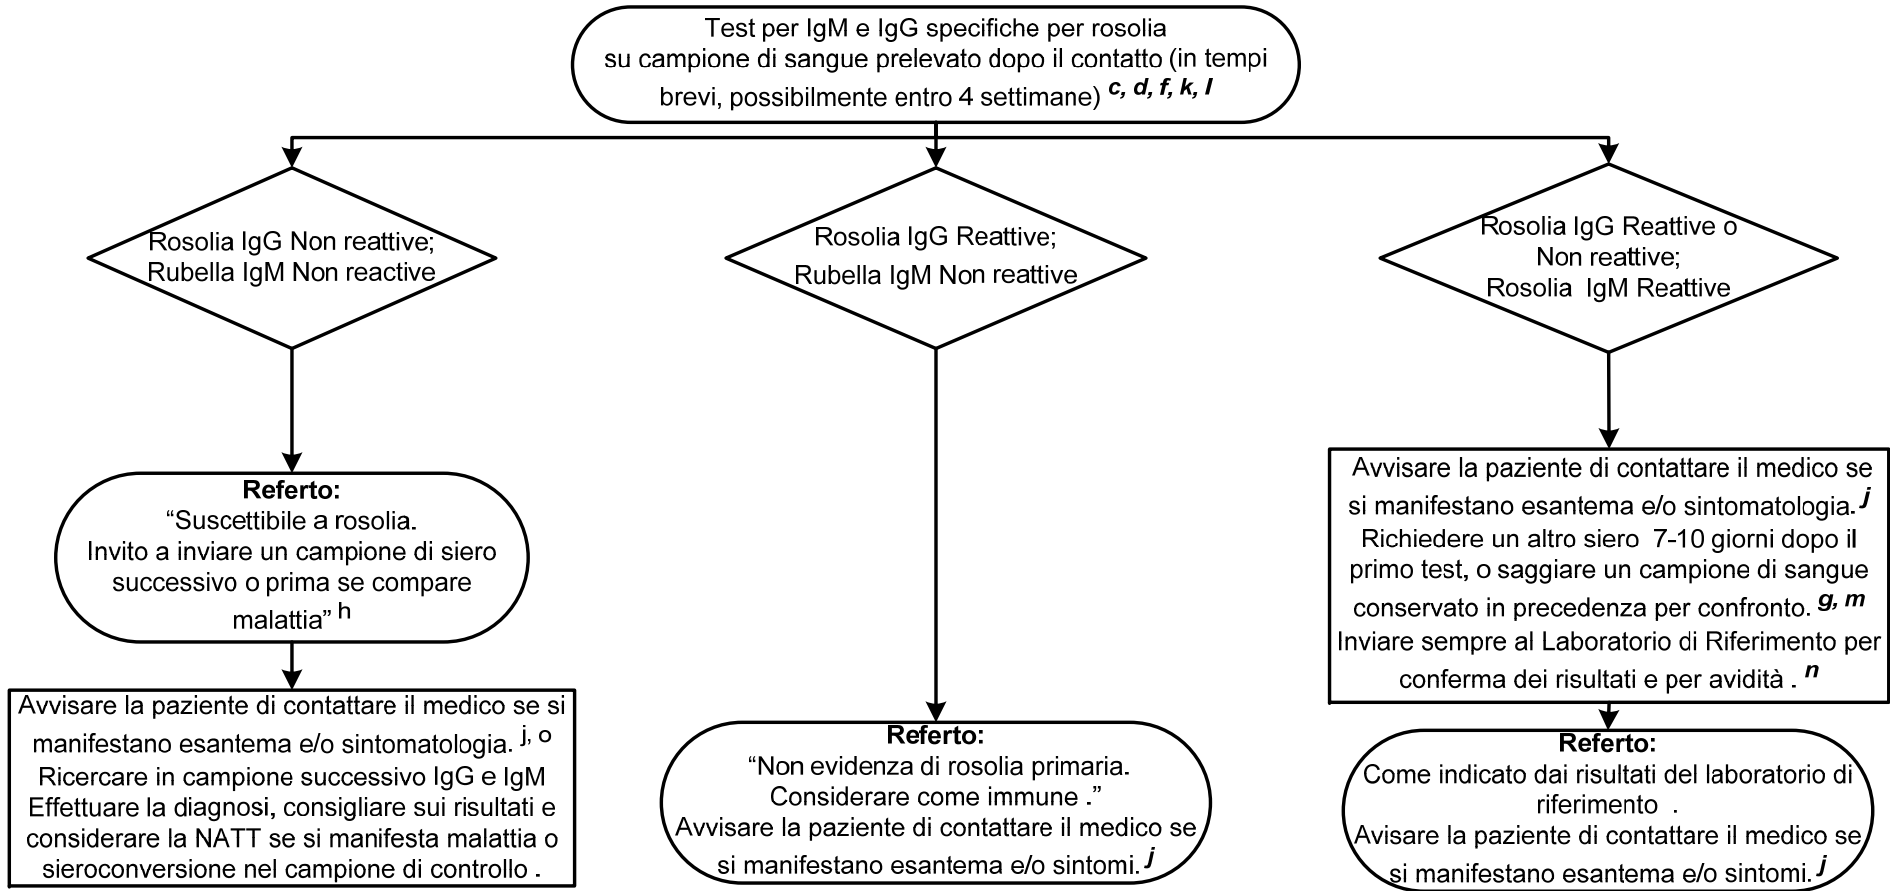 Test per IgM e IgG specifiche per rosolia
su campione di sangue prelevato dopo il contatto (in tempi
brevi, possibilmente entro 4 settimane) c, d, f, k, l
Rosolia IgG Non reattive;
Rubella IgM Non reactive
Rosolia IgG Reattive;
Rubella IgM Non reattive
Rosolia IgG Reattive o
Non reattive;
Rosolia IgM Reattive
Referto:
“Suscettibile a rosolia.
Invito a inviare un campione di siero
successivo o prima se compare
malattia” h
Avvisare la paziente di contattare il medico se si
manifestano esantema e/o sintomatologia. j, o
Ricercare in campione successivo IgG e IgM
Effettuare la diagnosi, consigliare sui risultati e
considerare la NATT se si manifesta malattia o
sieroconversione nel campione di controllo .
Referto:
“Non evidenza di rosolia primaria.
Considerare come immune .”
Avvisare la paziente di contattare il medico se
si manifestano esantema e/o sintomi. j
Avvisare la paziente di contattare il medico se
si manifestano esantema e/o sintomatologia. j
Richiedere un altro siero 7-10 giorni dopo il
primo test, o saggiare un campione di sangue
conservato in precedenza per confronto. g, m
Inviare sempre al Laboratorio di Riferimento per
conferma dei risultati e per avidità . n
Referto:
Come indicato dai risultati del laboratorio di
riferimento .
Avisare la paziente di contattare il medico se
si manifestano esantema e/o sintomi. j